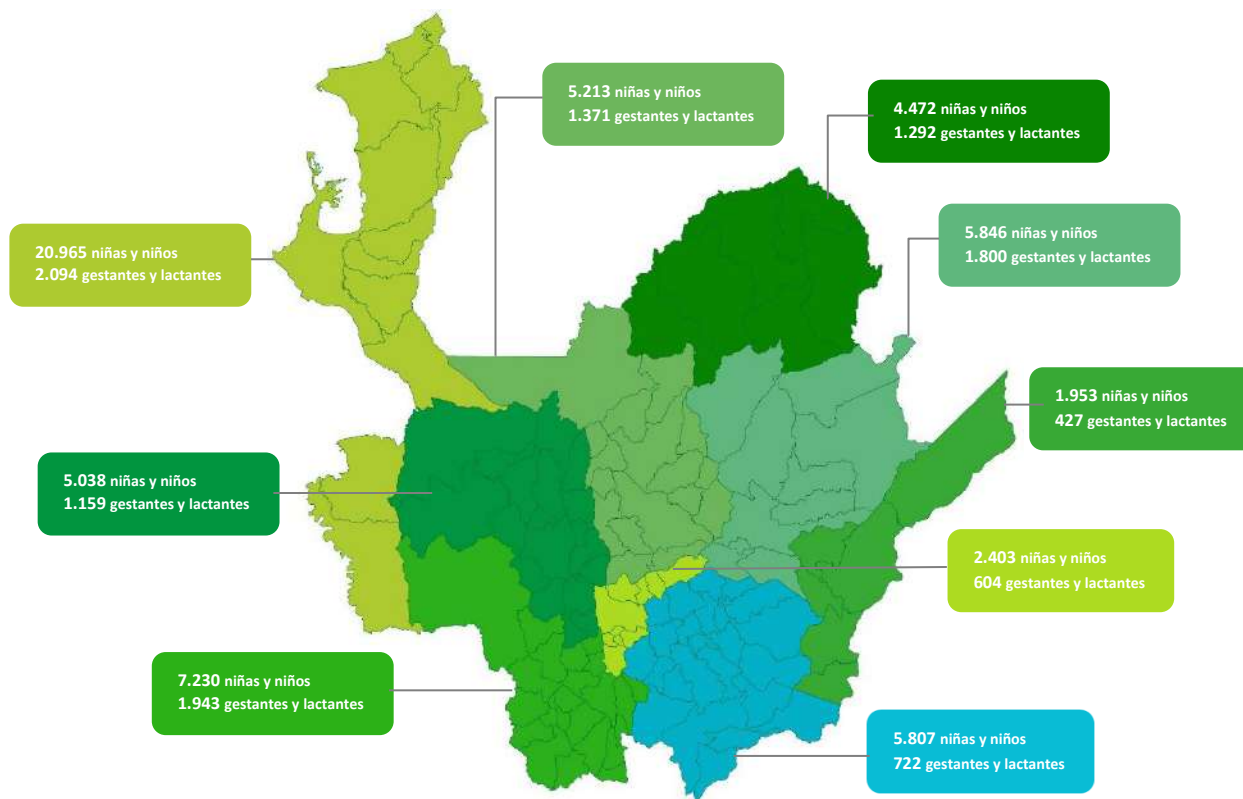 5.213 niñas y niños
1.371 gestantes y lactantes
4.472 niñas y niños
1.292 gestantes y lactantes
20.965 niñas y niños
2.094 gestantes y lactantes
5.846 niñas y niños
1.800 gestantes y lactantes
1.953 niñas y niños
427 gestantes y lactantes
5.038 niñas y niños
1.159 gestantes y lactantes
2.403 niñas y niños
604 gestantes y lactantes
7.230 niñas y niños
1.943 gestantes y lactantes
5.807 niñas y niños
722 gestantes y lactantes